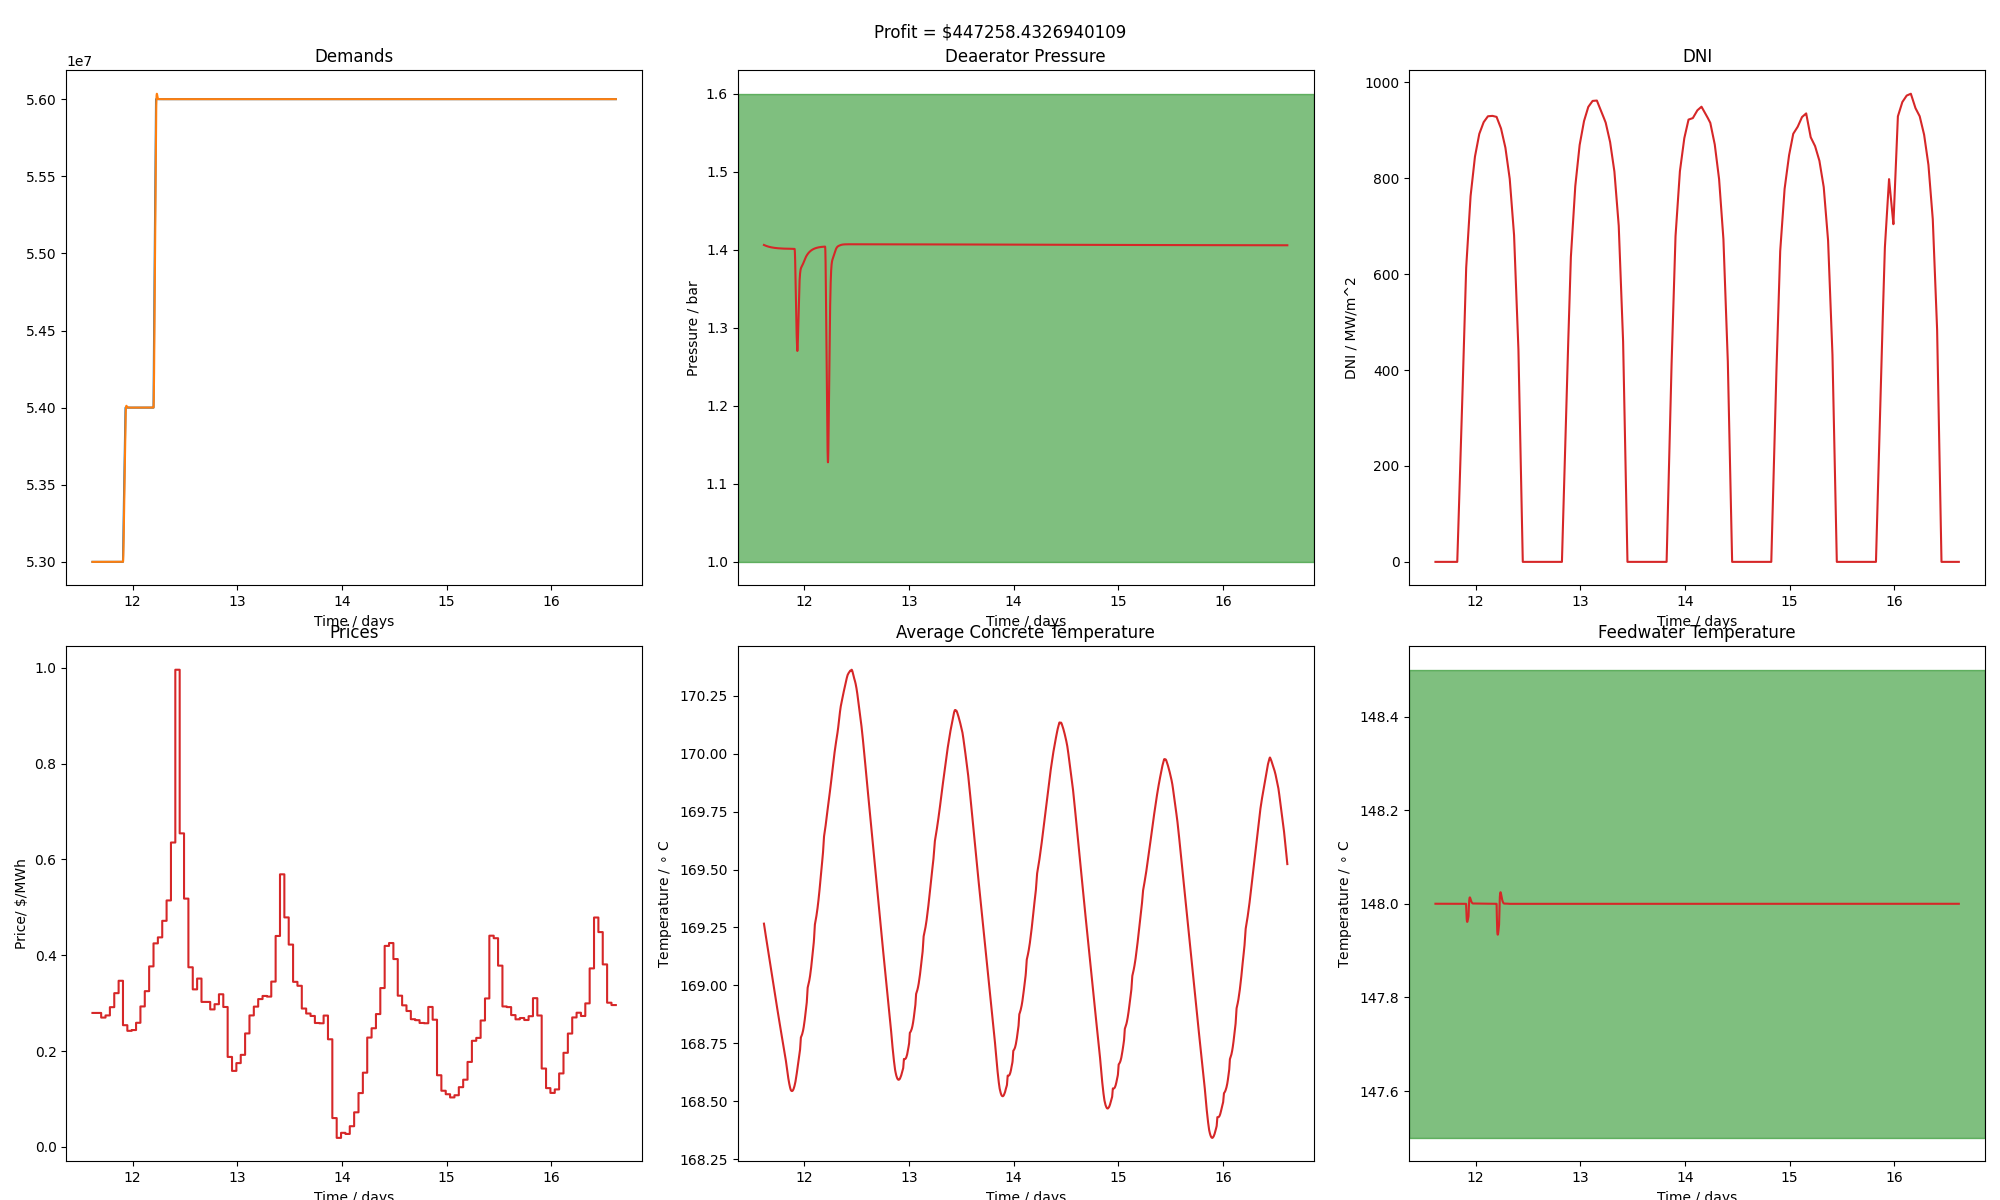 Profit = $447258.4326940109
Demands
1e7
5.60
5.55
5.50
5.45
5.40
5.35
5.30
12 13 14 15 16
Time / days
Deaerator Pressure
Pressure / bar
1.6
1.5
1.4
1.3
1.2
1.1
1.0
12 13 14 15 16
Time / days
DNI
DNI / MW/m^2
1000
800
600
400
200
0
12 13 14 15 16
Time / days
Prices
Price/ $/MWh
1.0
0.8
0.6
0.4
0.2
0.0
12 13 14 15 16
Time / days
Average Concrete Temperature
Temperature / ∘ C
170.25
170.00
169.75
169.50
169.25
169.00
168.75
168.50
168.25
12 13 14 15 16
Time / days
Feedwater Temperature
Temperature / ∘ C
148.4
148.2
148.0
147.8
147.6
12 13 14 15 16
Time / days